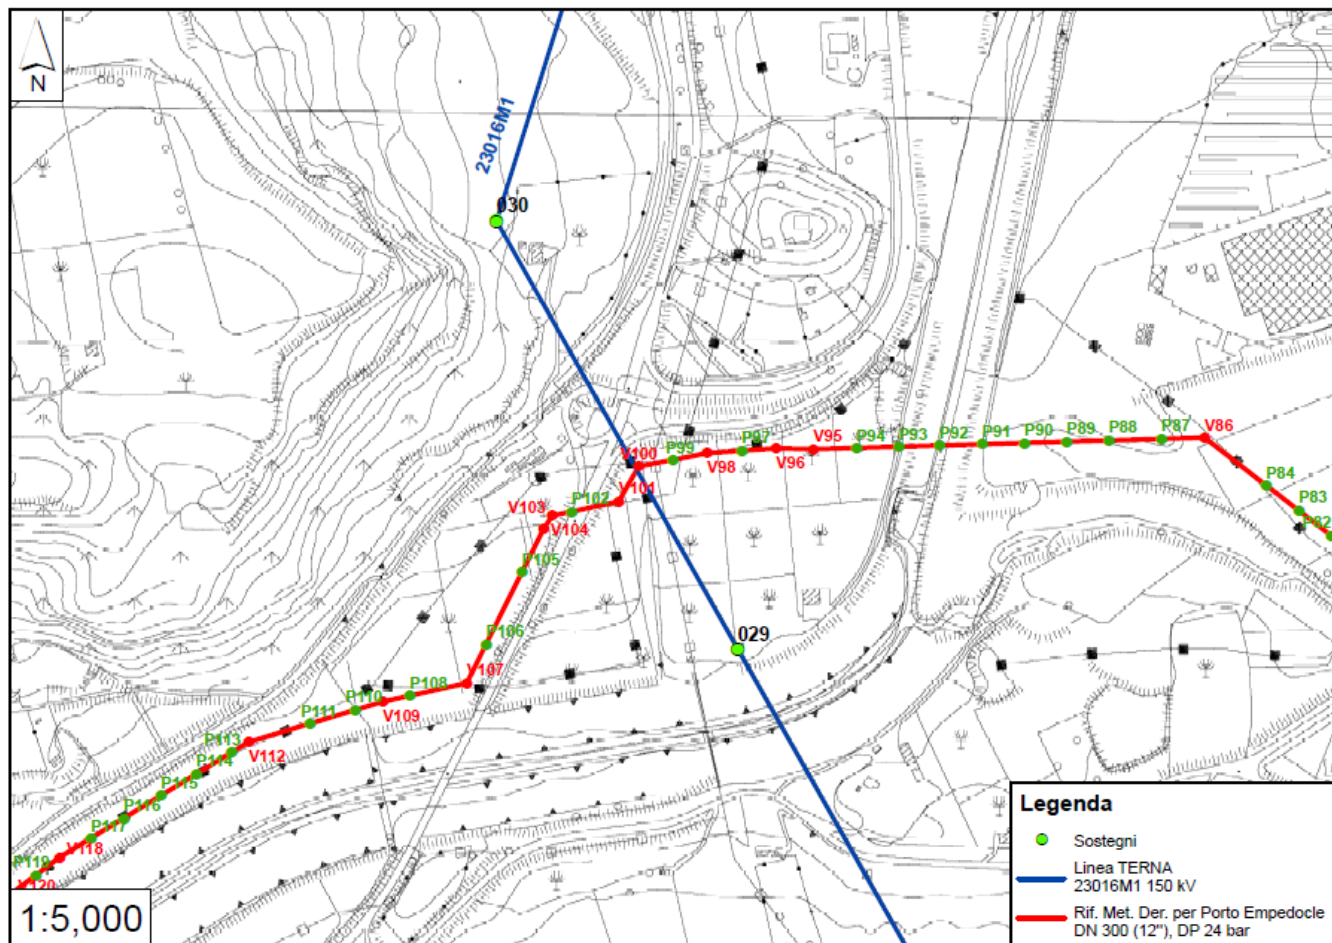 N
23016M1
030
P99
V100
V98
P97
V96
V95
P94
P93
P92
P91
P90
P89
P88
P87
V86
P84
P83
P82
V101
P102
V103
V104
P105
P106
V107
P108
V109
P110
P111
V112
P113
P114
P115
P116
P117
V118
P119
V120
029
1:5,000
Legenda
Sostegni
Linea TERNA
23016M1 150 kV
Rif. Met. Der. per Porto Empedocle
DN 300 (12"), DP 24 bar